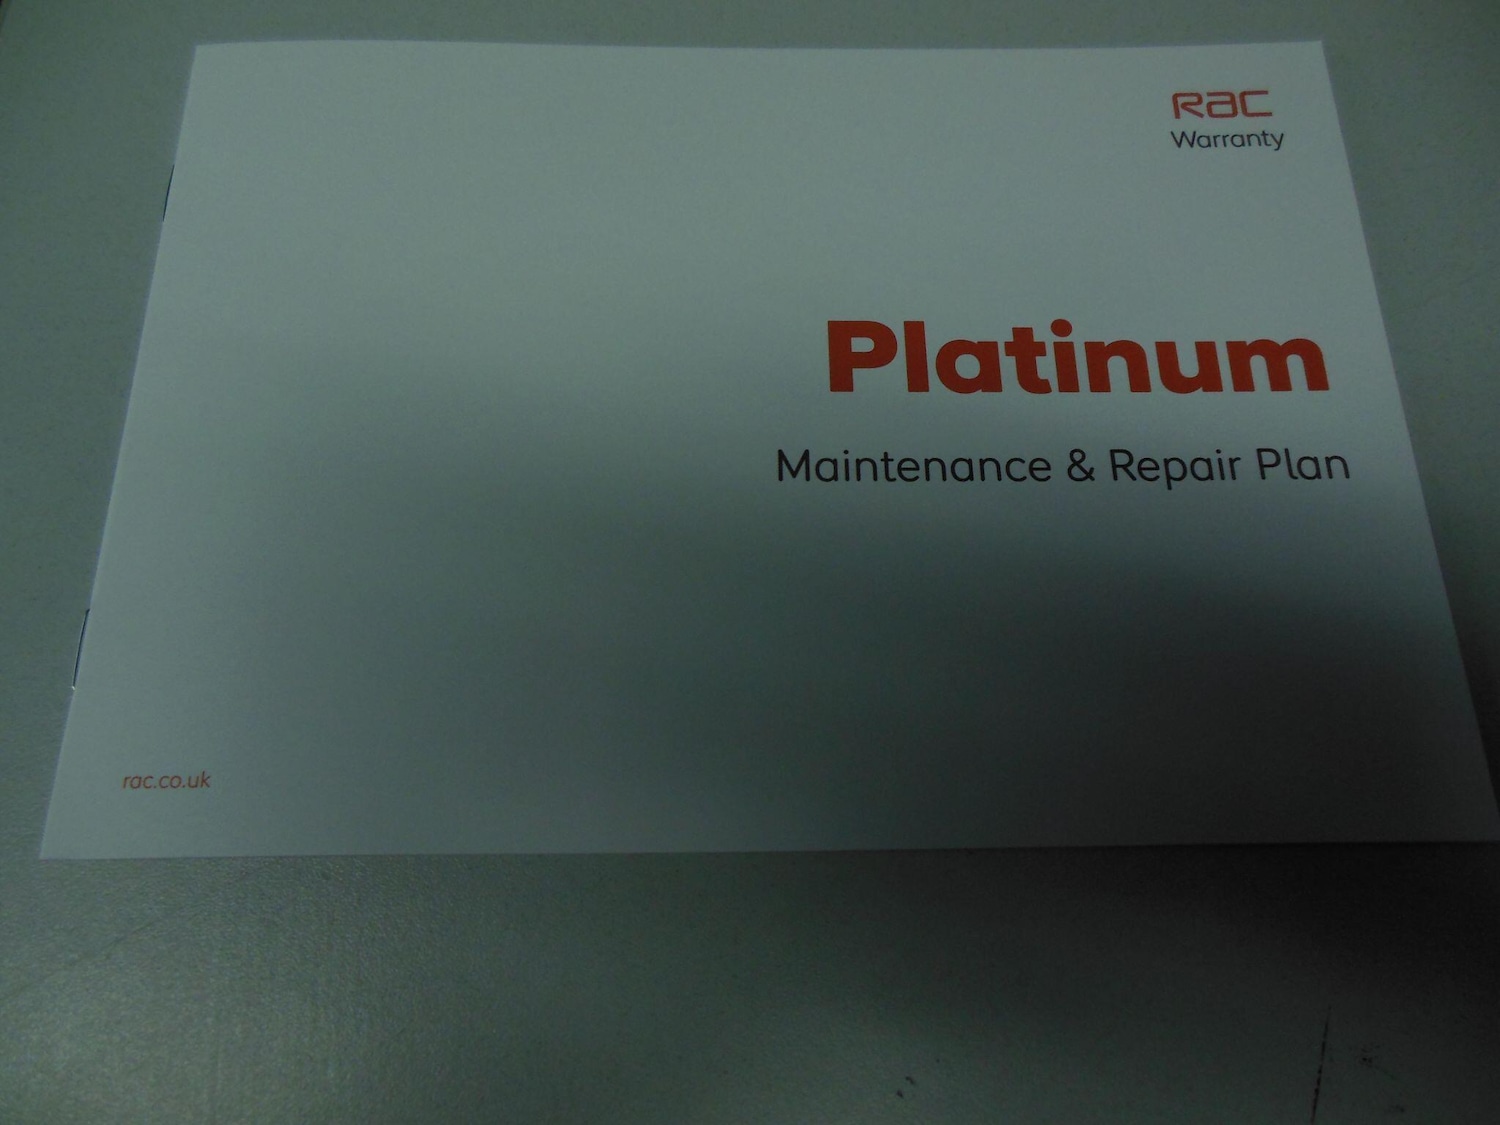 RAC
Warranty
Platinum
Maintenance & Repair Plan
rac.co.uk